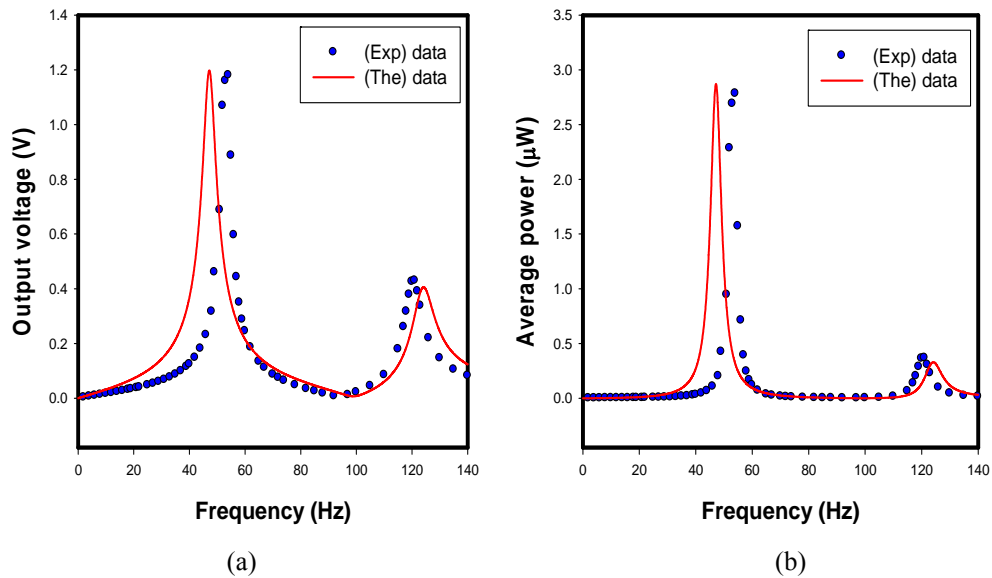 1.4
1.2
1.0
0.8
0.6
0.4
0.2
0.0
Output voltage (V)
(Exp) data
(The) data
0 20 40 60 80 100 120 140
Frequency (Hz)
(a)
3.5
3.0
2.5
2.0
1.5
1.0
0.5
0.0
Average power (μW)
(Exp) data
(The) data
0 20 40 60 80 100 120 140
Frequency (Hz)
(b)